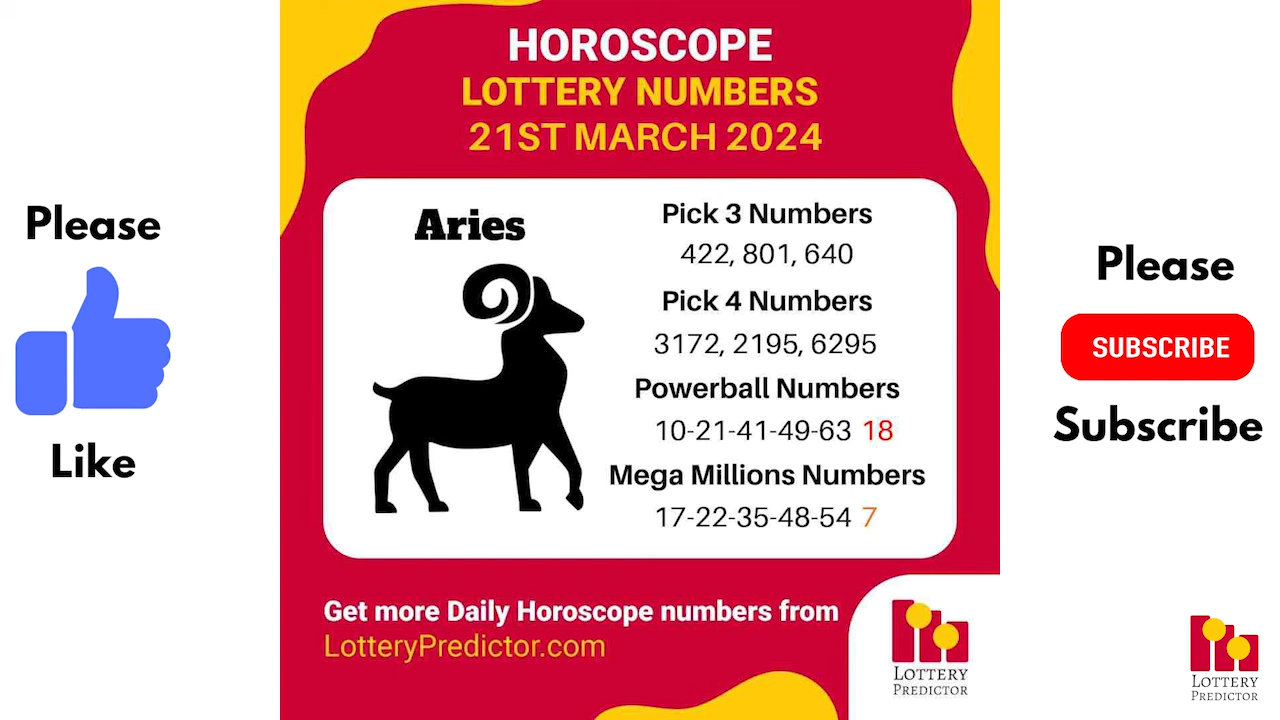 HOROSCOPE
LOTTERY NUMBERS
21ST MARCH 2024
Please
Like
Aries
Pick 3 Numbers
422, 801, 640
Pick 4 Numbers
3172, 2195, 6295
Powerball Numbers
10-21-41-49-63 18
Mega Millions Numbers
17-22-35-48-54 7
Please
SUBSCRIBE
Subscribe
Get more Daily Horoscope numbers from
LotteryPredictor.com
LOTTERY
PREDICTOR
LOTTERY
PREDICTOR